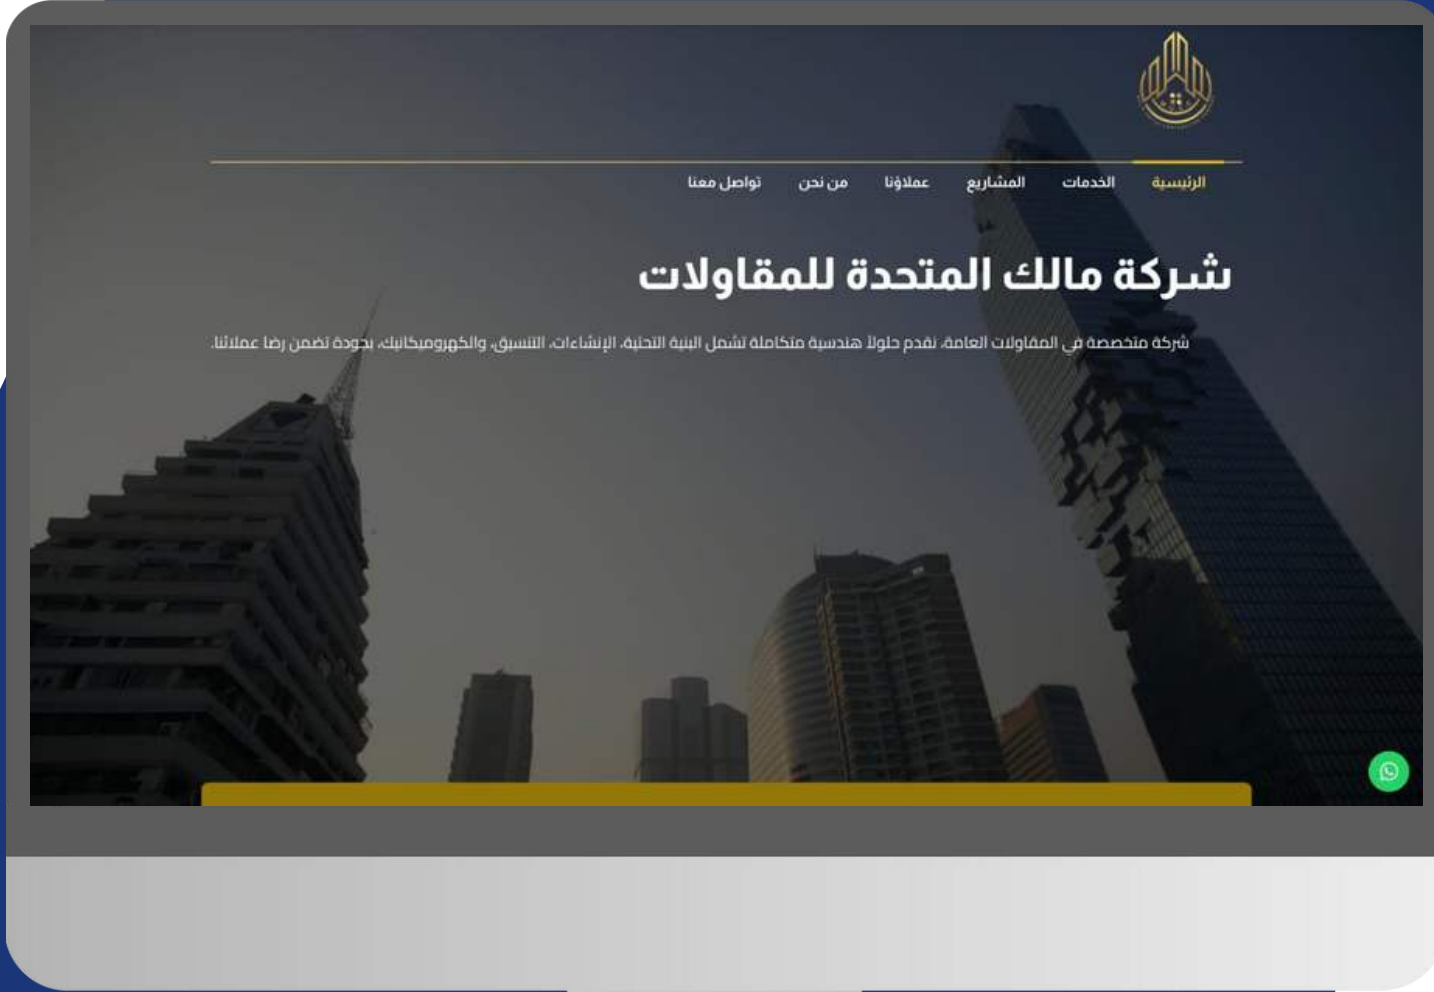 الرئيسية الخدمات المشاريع عملاؤنا من نحن تواصل معنا
شركة مالك المتحدة للمقاولات
شركة متخصصة في المقاولات العامة، نقدم حلولاً هندسية متكاملة تشمل البنية التحتية، الإنشاءات، التنسيق، والكهروميكانيك، بجودة تضمن رضا عملائنا.